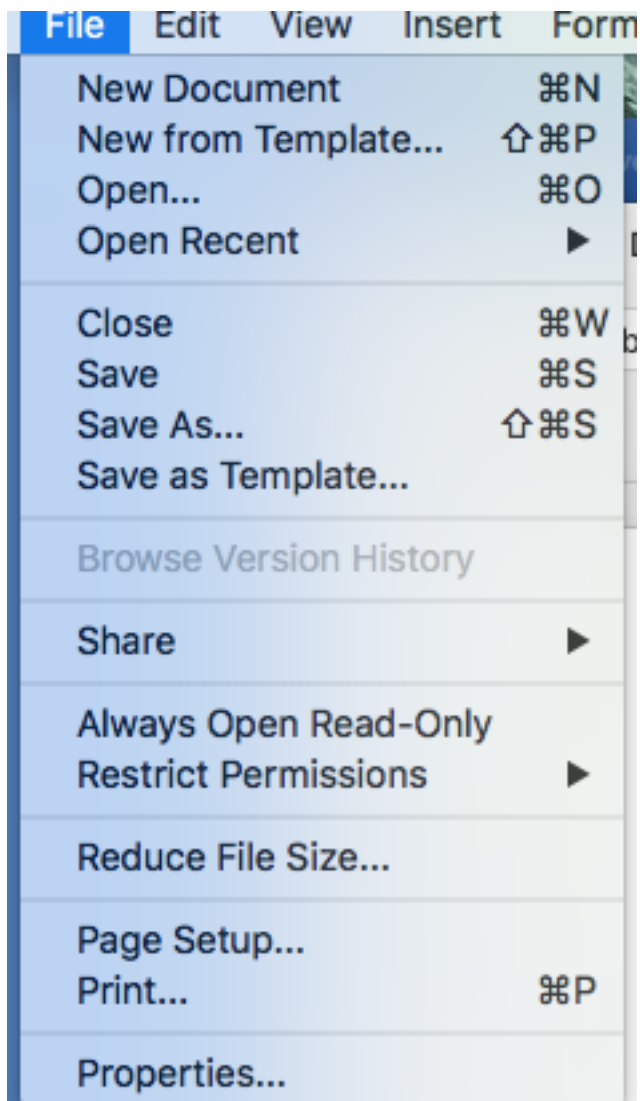 File Edit View Insert Form
New Document ⌘N
New from Template... ⇧⌘P
Open... ⌘O
Open Recent ▶
Close ⌘W
Save ⌘S
Save As... ⇧⌘S
Save as Template...
Browse Version History
Share ▶
Always Open Read-Only
Restrict Permissions ▶
Reduce File Size...
Page Setup...
Print... ⌘P
Properties...